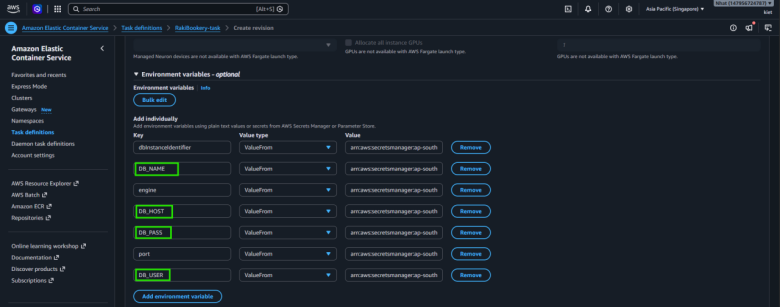 aws
Search
[Alt+S]
Asia Pacific (Singapore)
Amazon Elastic Container Service
Task definitions
RakiBookery-task
Create revision
Amazon Elastic
Container Service
Favorites and recents
Express Mode
Clusters
Gateways New
Namespaces
Task definitions
Daemon task definitions
Account settings
AWS Resource Explorer
AWS Batch
Amazon ECR
Repositories
Online learning workshop
Documentation
Discover products
Subscriptions
Allocate all instance GPUs
Managed Neuron devices are not available with AWS Fargate launch type.
GPUs are not available with AWS Fargate launch type.
GPUs are not available with AWS Fargate launch type.
Environment variables - optional
Environment variables Info
Bulk edit
Add individually
Add environment variables using plain text values or secrets from AWS Secrets Manager or Parameter Store.
Key Value type Value
dbInstanceIdentifier ValueFrom arn:aws:secretsmanager:ap-south Remove
DB_NAME ValueFrom arn:aws:secretsmanager:ap-south Remove
engine ValueFrom arn:aws:secretsmanager:ap-south Remove
DB_HOST ValueFrom arn:aws:secretsmanager:ap-south Remove
DB_PASS ValueFrom arn:aws:secretsmanager:ap-south Remove
port ValueFrom arn:aws:secretsmanager:ap-south Remove
DB_USER ValueFrom arn:aws:secretsmanager:ap-south Remove
Add environment variable